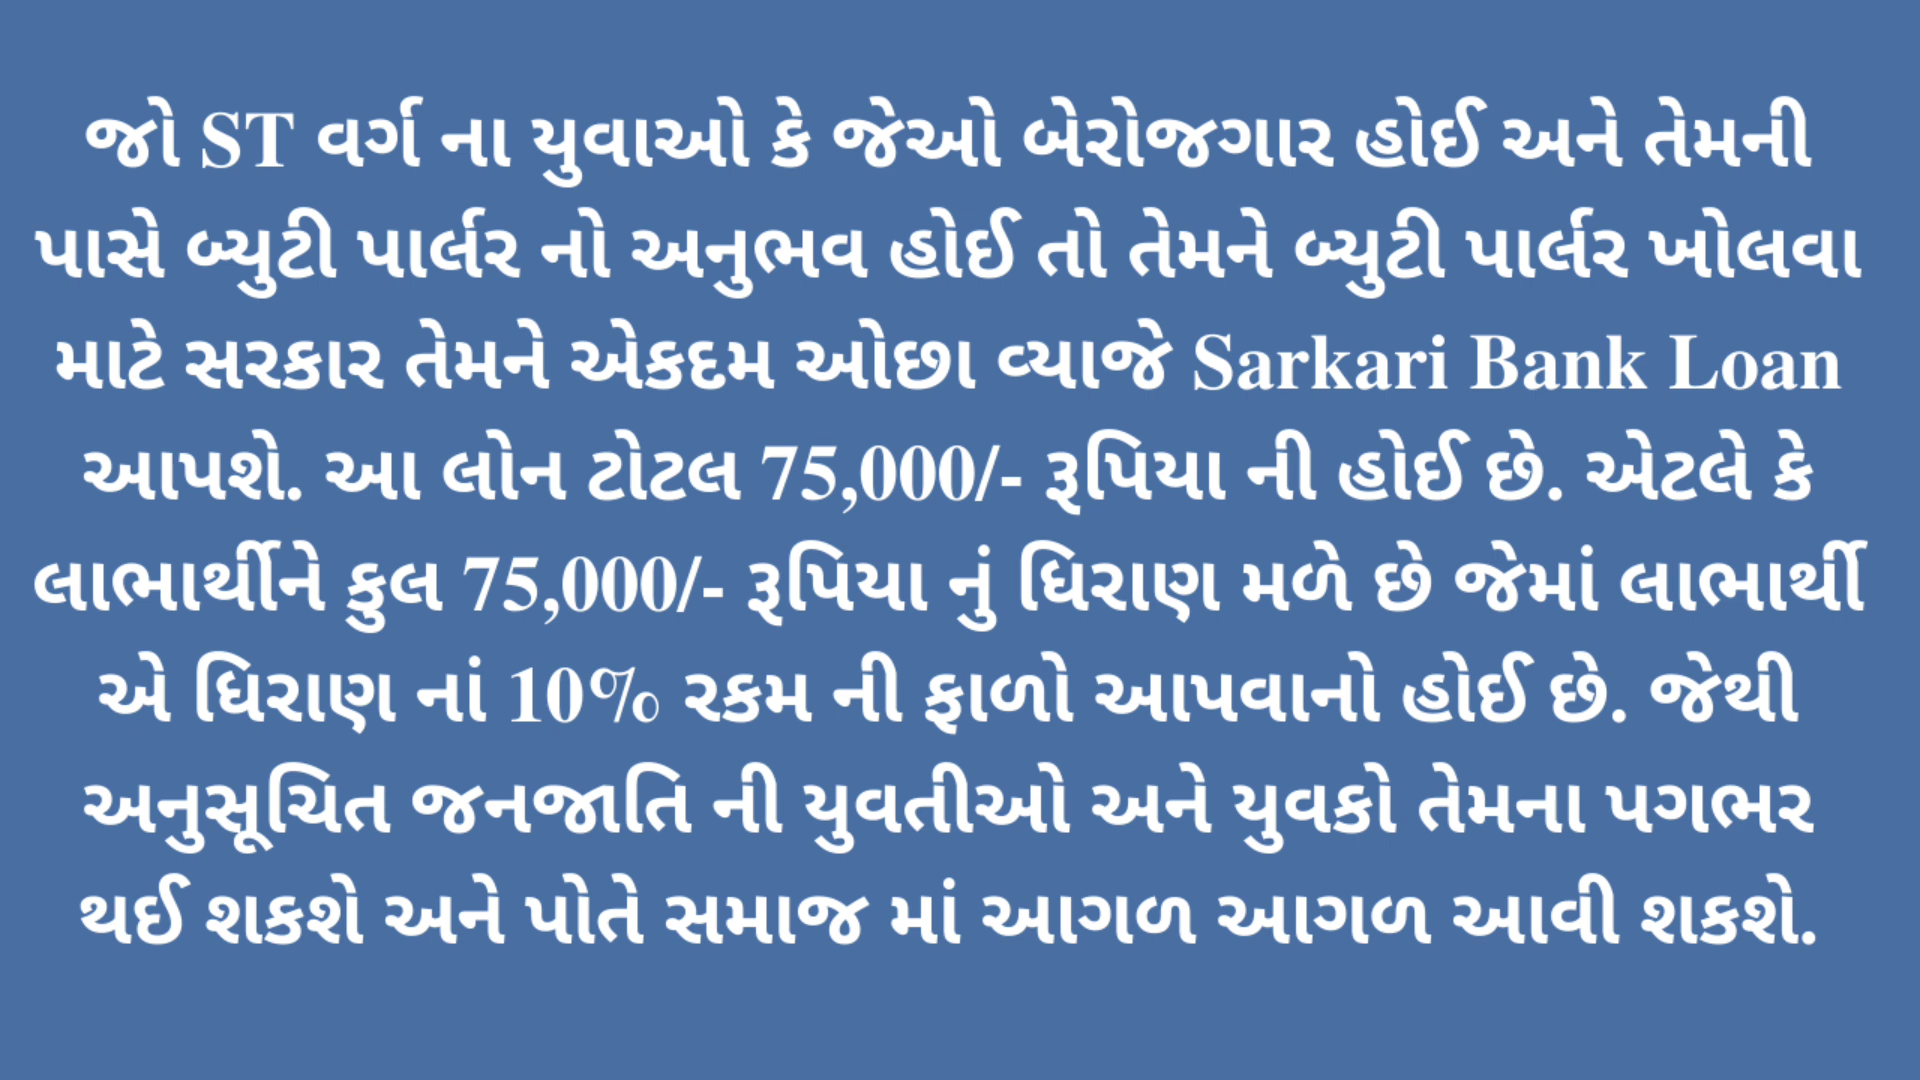 જો ST વર્ગ ના યુવાઓ કે જેઓ બેરોજગાર હોઈ અને તેમની
પાસે બ્યુટી પાર્લર નો અનુભવ હોઈ તો તેમને બ્યુટી પાર્લર ખોલવા
માટે સરકાર તેમને એકદમ ઓછા વ્યાજે Sarkari Bank Loan
આપશે. આ લોન ટોટલ 75,000/- રૂપિયા ની હોઈ છે. એટલે કે
લાભાર્થીને કુલ 75,000/- રૂપિયા નું ધિરાણ મળે છે જેમાં લાભાર્થી
એ ધિરાણ નાં 10% રકમ ની ફાળો આપવાનો હોઈ છે. જેથી
અનુસૂચિત જનજાતિ ની યુવતીઓ અને યુવકો તેમના પગભર
થઈ શકશે અને પોતે સમાજ માં આગળ આગળ આવી શકશે.